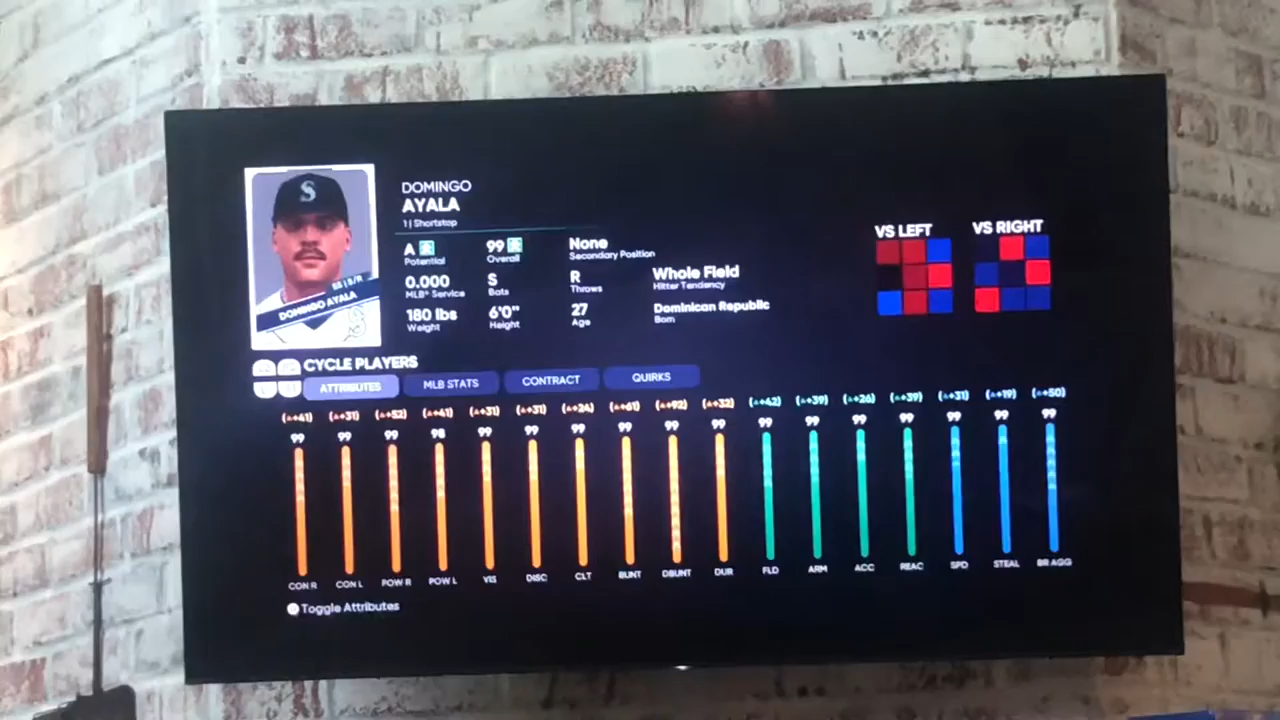 S
SS | S/R
DOMINGO AYALA
DOMINGO
AYALA
1 | Shortstop
A
Potential
99
Overall
None
Secondary Position
0.000
MLB® Service
S
Bats
R
Throws
Whole Field
Hitter Tendency
180 lbs
Weight
6'0"
Height
27
Age
Dominican Republic
Born
VS LEFT
VS RIGHT
CYCLE PLAYERS
ATTRIBUTES MLB STATS CONTRACT QUIRKS
(+41) (+31) (+52) (+41) (+31) (+31) (+24) (+61) (+92) (+32) (+42) (+39) (+26) (+39) (+31) (+19) (+50)
99 99 99 98 99 99 99 99 99 99 99 99 99 99 99 99 99
CON R CON L POW R POW L VIS DISC CLT BUNT DBUNT DUR FLD ARM ACC REAC SPD STEAL BR AGG
Toggle Attributes